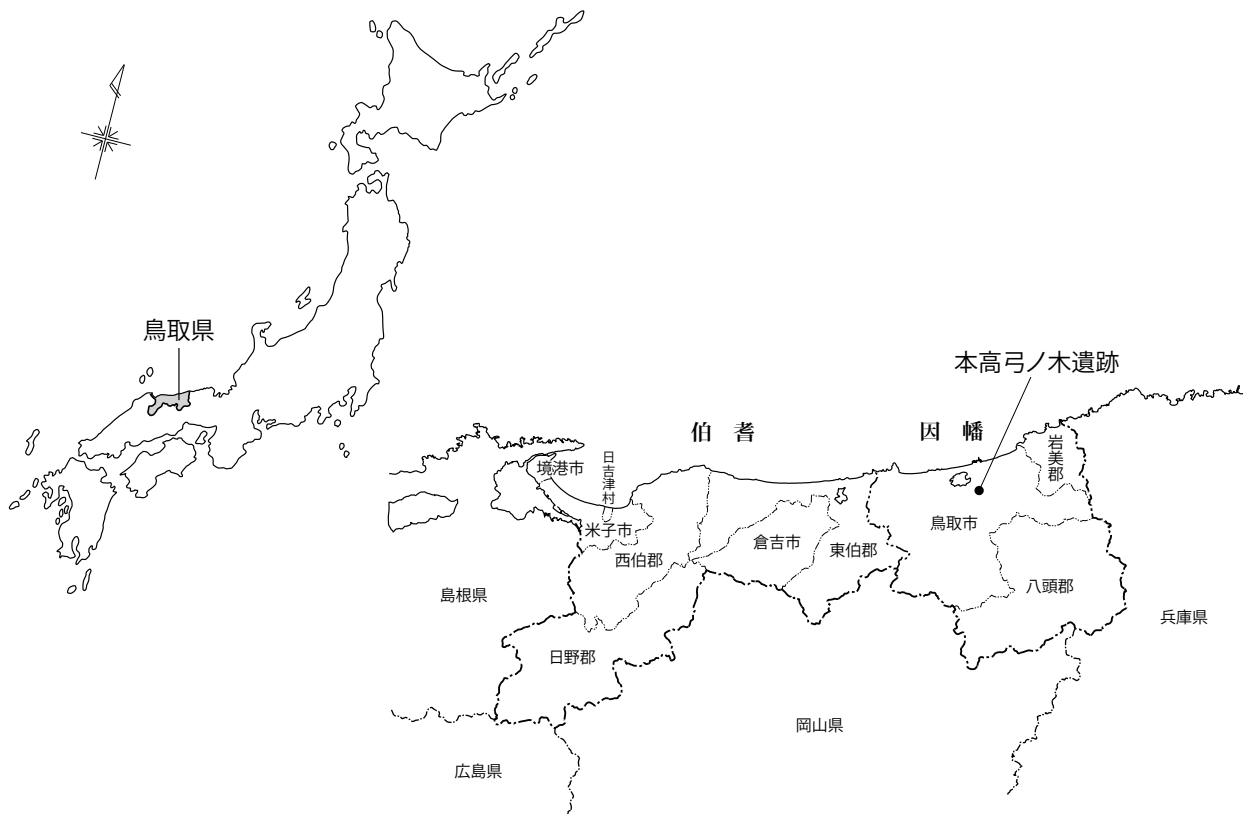 鳥取県
本高弓ノ木遺跡
伯耆
因幡
岩美郡
境港市
日吉津村
米子市
西伯郡
倉吉市
東伯郡
鳥取市
八頭郡
島根県
日野郡
兵庫県
岡山県
広島県